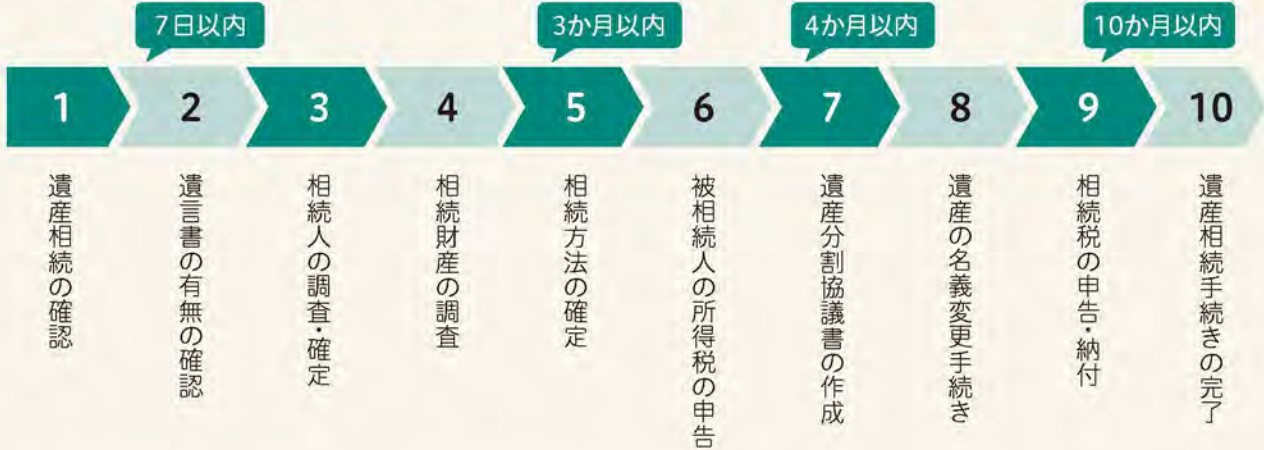 7日以内
3か月以内
4か月以内
10か月以内
1
2
3
4
5
6
7
8
9
10
遺産相続の確認
遺言書の有無の確認
相続人の調査・確定
相続財産の調査
相続方法の確定
被相続人の所得税の申告
遺産分割協議書の作成
遺産の名義変更手続き
相続税の申告・納付
遺産相続手続きの完了